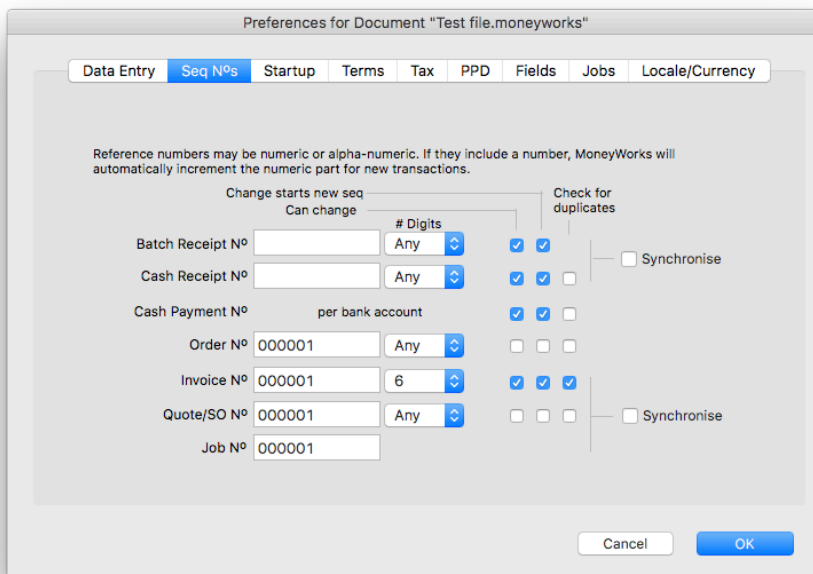 Preferences for Document "Test file.moneyworks"
Data Entry Seq Nºs Startup Terms Tax PPD Fields Jobs Locale/Currency
Reference numbers may be numeric or alpha-numeric. If they include a number, MoneyWorks will
automatically increment the numeric part for new transactions.
Change starts new seq Check for
Can change duplicates
# Digits
Batch Receipt Nº Any Synchronise
Cash Receipt Nº Any
Cash Payment Nº per bank account
Order Nº 000001 Any
Invoice Nº 000001 6
Quote/SO Nº 000001 Any Synchronise
Job Nº 000001
Cancel OK